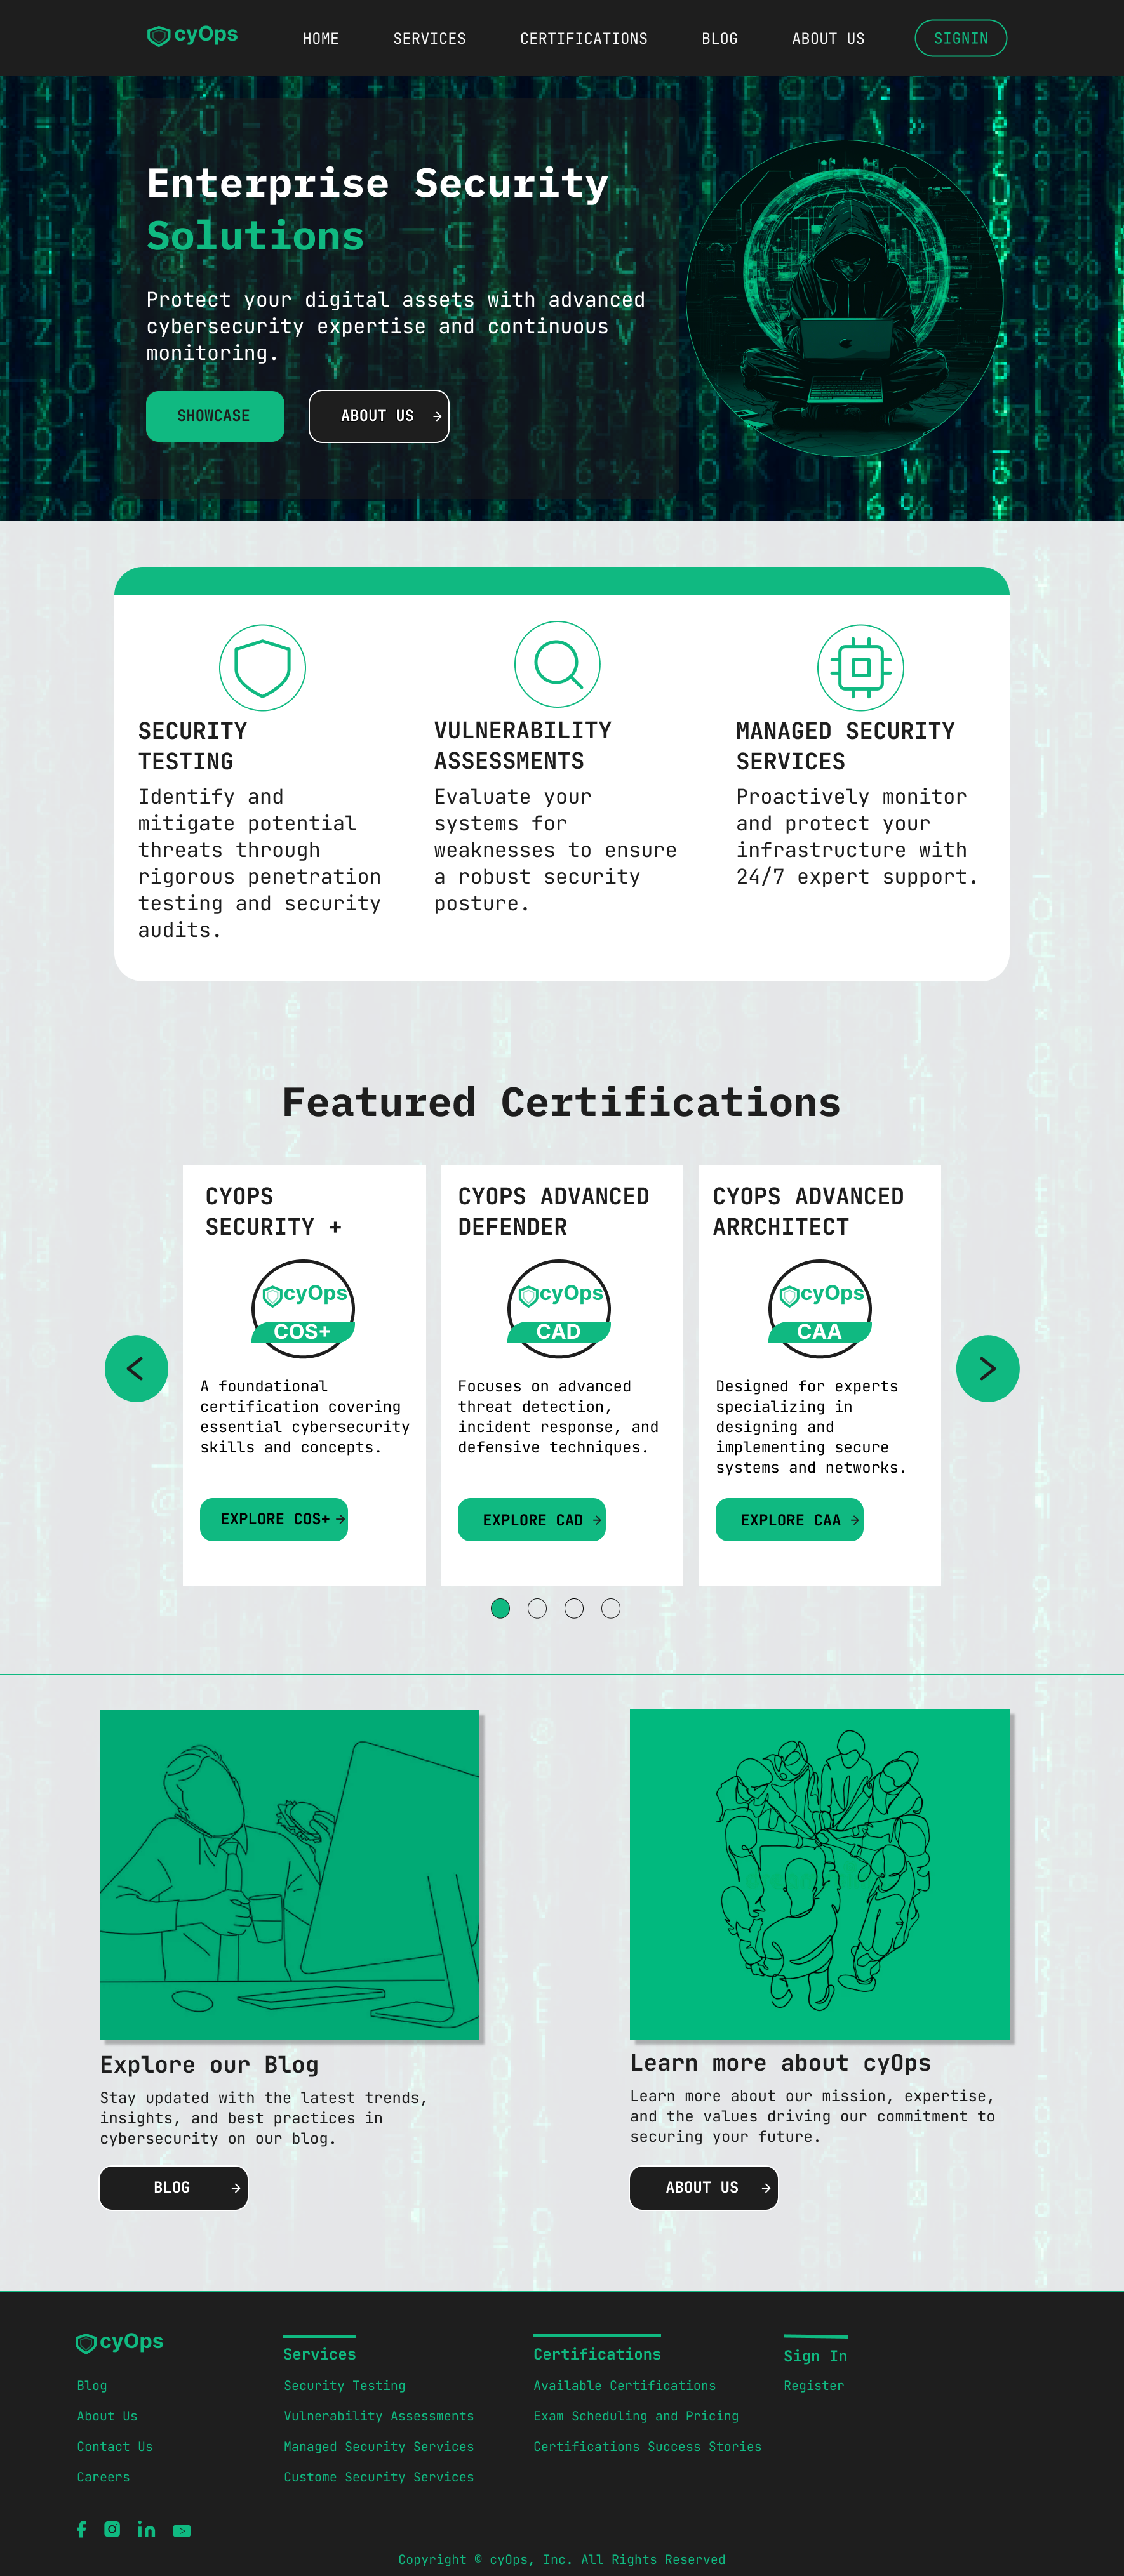 cyOps
HOME SERVICES CERTIFICATIONS BLOG ABOUT US SIGNIN
Enterprise Security
Solutions
Protect your digital assets with advanced
cybersecurity expertise and continuous
monitoring.
SHOWCASE
ABOUT US →
SECURITY
TESTING
Identify and
mitigate potential
threats through
rigorous penetration
testing and security
audits.
VULNERABILITY
ASSESSMENTS
Evaluate your
systems for
weaknesses to ensure
a robust security
posture.
MANAGED SECURITY
SERVICES
Proactively monitor
and protect your
infrastructure with
24/7 expert support.
Featured Certifications
CYOPS
SECURITY +
cyOps
COS+
A foundational
certification covering
essential cybersecurity
skills and concepts.
EXPLORE COS+ →
CYOPS ADVANCED
DEFENDER
cyOps
CAD
Focuses on advanced
threat detection,
incident response, and
defensive techniques.
EXPLORE CAD →
CYOPS ADVANCED
ARRCHITECT
cyOps
CAA
Designed for experts
specializing in
designing and
implementing secure
systems and networks.
EXPLORE CAA →
Explore our Blog
Stay updated with the latest trends,
insights, and best practices in
cybersecurity on our blog.
BLOG →
Learn more about cyOps
Learn more about our mission, expertise,
and the values driving our commitment to
securing your future.
ABOUT US →
cyOps
Blog
About Us
Contact Us
Careers
Services
Security Testing
Vulnerability Assessments
Managed Security Services
Custome Security Services
Certifications
Available Certifications
Exam Scheduling and Pricing
Certifications Success Stories
Sign In
Register
Copyright © cyOps, Inc. All Rights Reserved